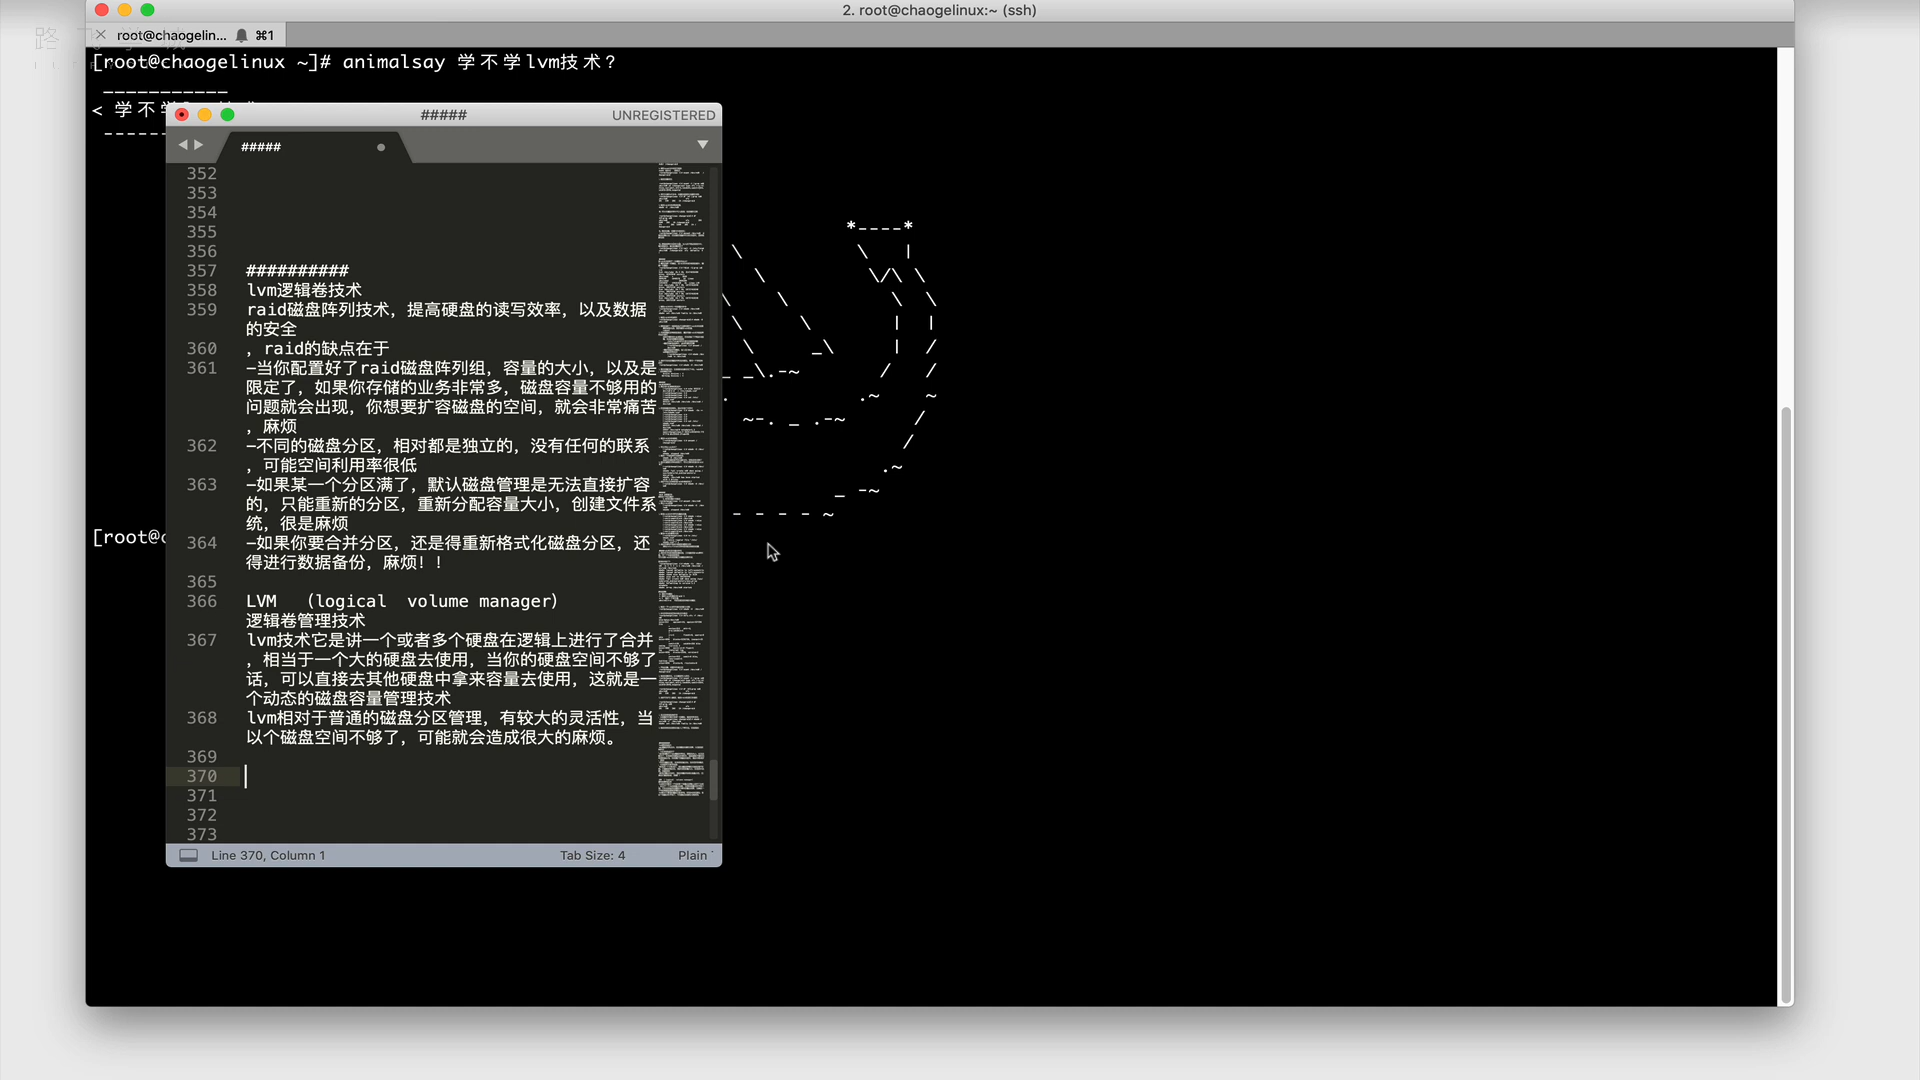 2. root@chaogelinux:~ (ssh)
root@chaogelin... ⌘1
[root@chaogelinux ~]# animalsay 学不学lvm技术?
< 学不学
##### UNREGISTERED
#####
352
353
354
355
356
357 ##########
358 lvm逻辑卷技术
359 raid磁盘阵列技术，提高硬盘的读写效率，以及数据
的安全
360 ，raid的缺点在于
361 -当你配置好了raid磁盘阵列组，容量的大小，以及是
限定了，如果你存储的业务非常多，磁盘容量不够用的
问题就会出现，你想要扩容磁盘的空间，就会非常痛苦
，麻烦
362 -不同的磁盘分区，相对都是独立的，没有任何的联系
，可能空间利用率很低
363 -如果某一个分区满了，默认磁盘管理是无法直接扩容
的，只能重新的分区，重新分配容量大小，创建文件系
统，很是麻烦
[root@c
364 -如果你要合并分区，还是得重新格式化磁盘分区，还
得进行数据备份，麻烦！！
365
366 LVM （logical volume manager）
逻辑卷管理技术
367 lvm技术它是讲一个或者多个硬盘在逻辑上进行了合并
，相当于一个大的硬盘去使用，当你的硬盘空间不够了
话，可以直接去其他硬盘中拿来容量去使用，这就是一
个动态的磁盘容量管理技术
368 lvm相对于普通的磁盘分区管理，有较大的灵活性，当
以个磁盘空间不够了，可能就会造成很大的麻烦。
369
370
371
372
373
Line 370, Column 1 Tab Size: 4 Plain